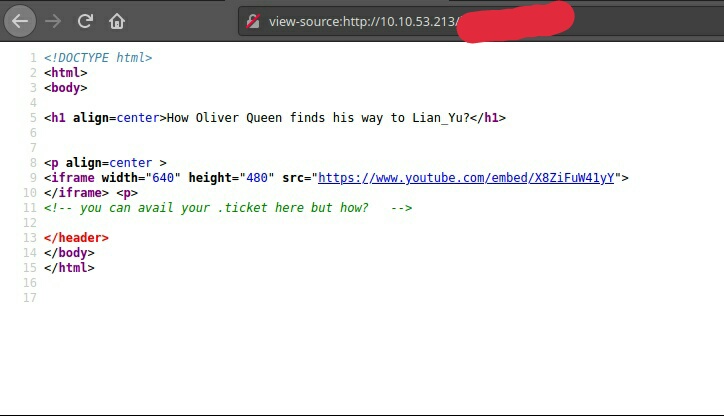 view-source:http://10.10.53.213/
1 <!DOCTYPE html>
2 <html>
3 <body>
4
5 <h1 align=center>How Oliver Queen finds his way to Lian_Yu?</h1>
6
7
8 <p align=center >
9 <iframe width="640" height="480" src="https://www.youtube.com/embed/X8ZiFuW41yY">
10 </iframe> <p>
11 <!-- you can avail your .ticket here but how?   -->
12
13 </header>
14 </body>
15 </html>
16
17